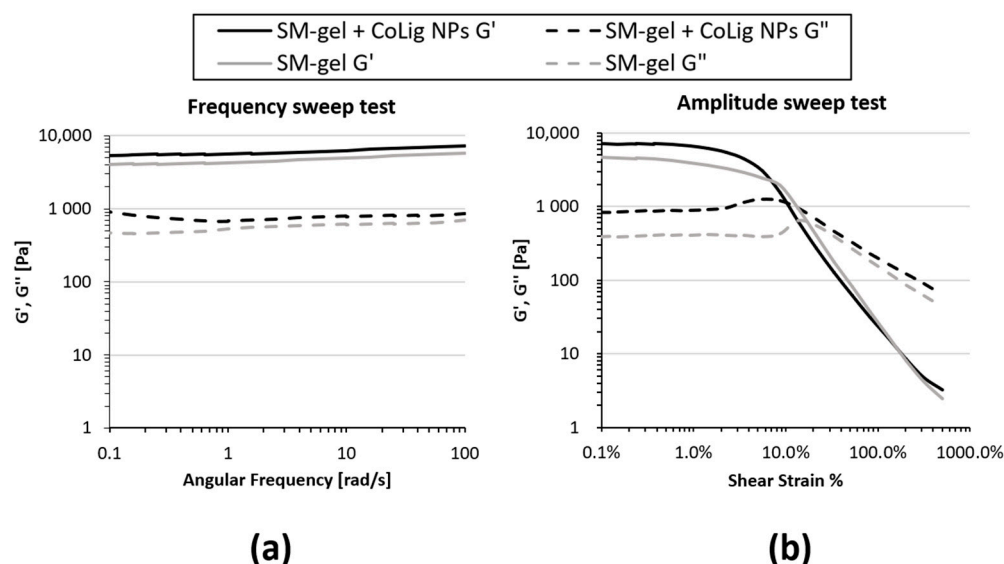 SM-gel + CoLig NPs G' SM-gel + CoLig NPs G"
SM-gel G' SM-gel G"
Frequency sweep test
G', G'' [Pa]
10,000
1 000
100
10
1
0.1 1 10 100
Angular Frequency [rad/s]
(a)
Amplitude sweep test
G', G'' [Pa]
10,000
1 000
100
10
1
0.1% 1.0% 10.0% 100.0% 1000.0%
Shear Strain %
(b)